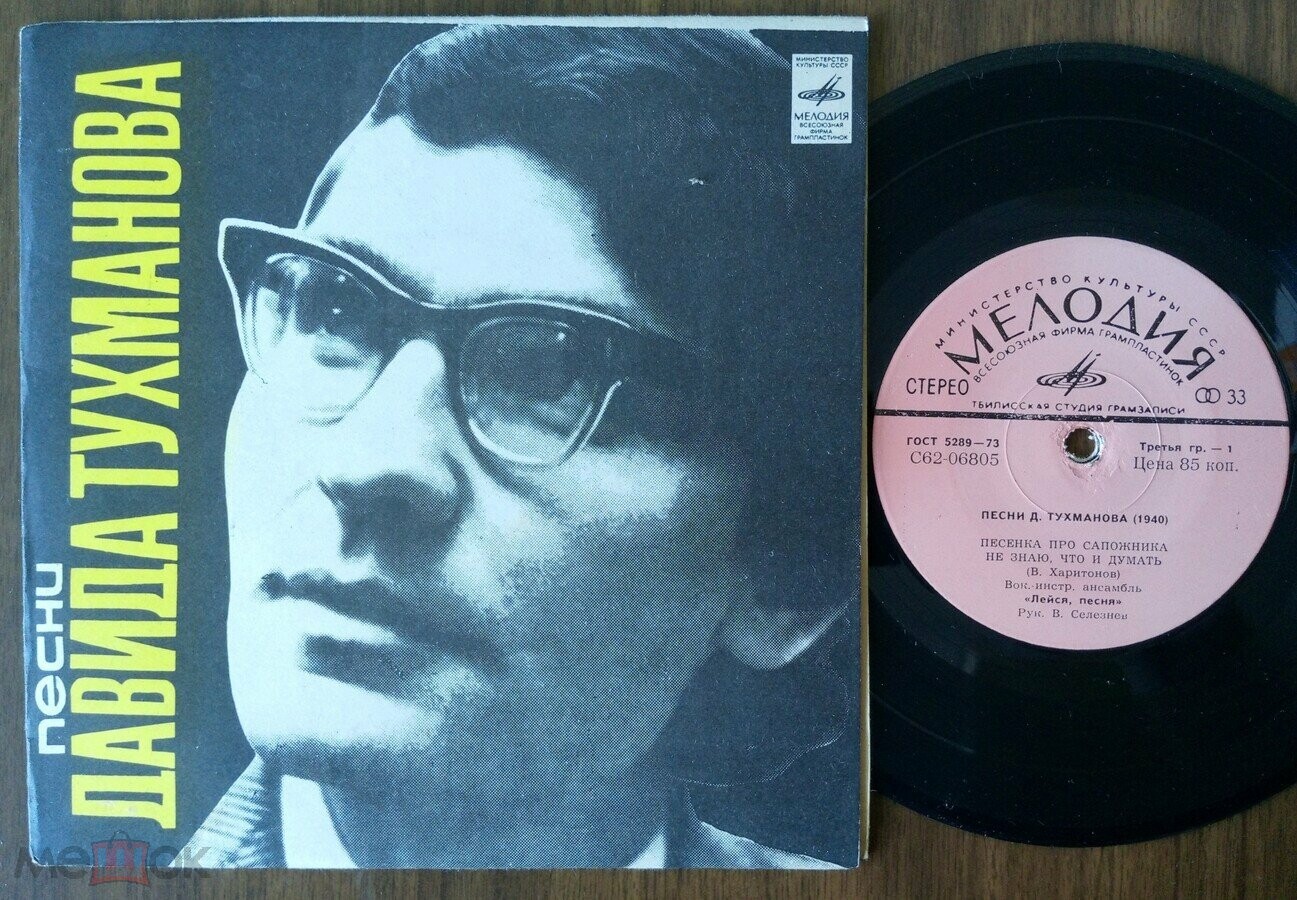 песни
ДАВИДА ТУХМАНОВА
МИНИСТЕРСТВО
КУЛЬТУРЫ СССР
МЕЛОДИЯ
ВСЕСОЮЗНАЯ
ФИРМА
ГРАМПЛАСТИНОК
МИНИСТЕРСТВО КУЛЬТУРЫ СССР
МЕЛОДИЯ
ВСЕСОЮЗНАЯ ФИРМА ГРАМПЛАСТИНОК
СТЕРЕО 33
ТБИЛИССКАЯ СТУДИЯ ГРАМЗАПИСИ
ГОСТ 5289—73 Третья гр. — 1
С62-06805 Цена 85 коп.
ПЕСНИ Д. ТУХМАНОВА (1940)
ПЕСЕНКА ПРО САПОЖНИКА
НЕ ЗНАЮ, ЧТО И ДУМАТЬ
(В. Харитонов)
Вок.-инстр. ансамбль
«Лейся, песня»
Рук. В. Селезнев
мешок